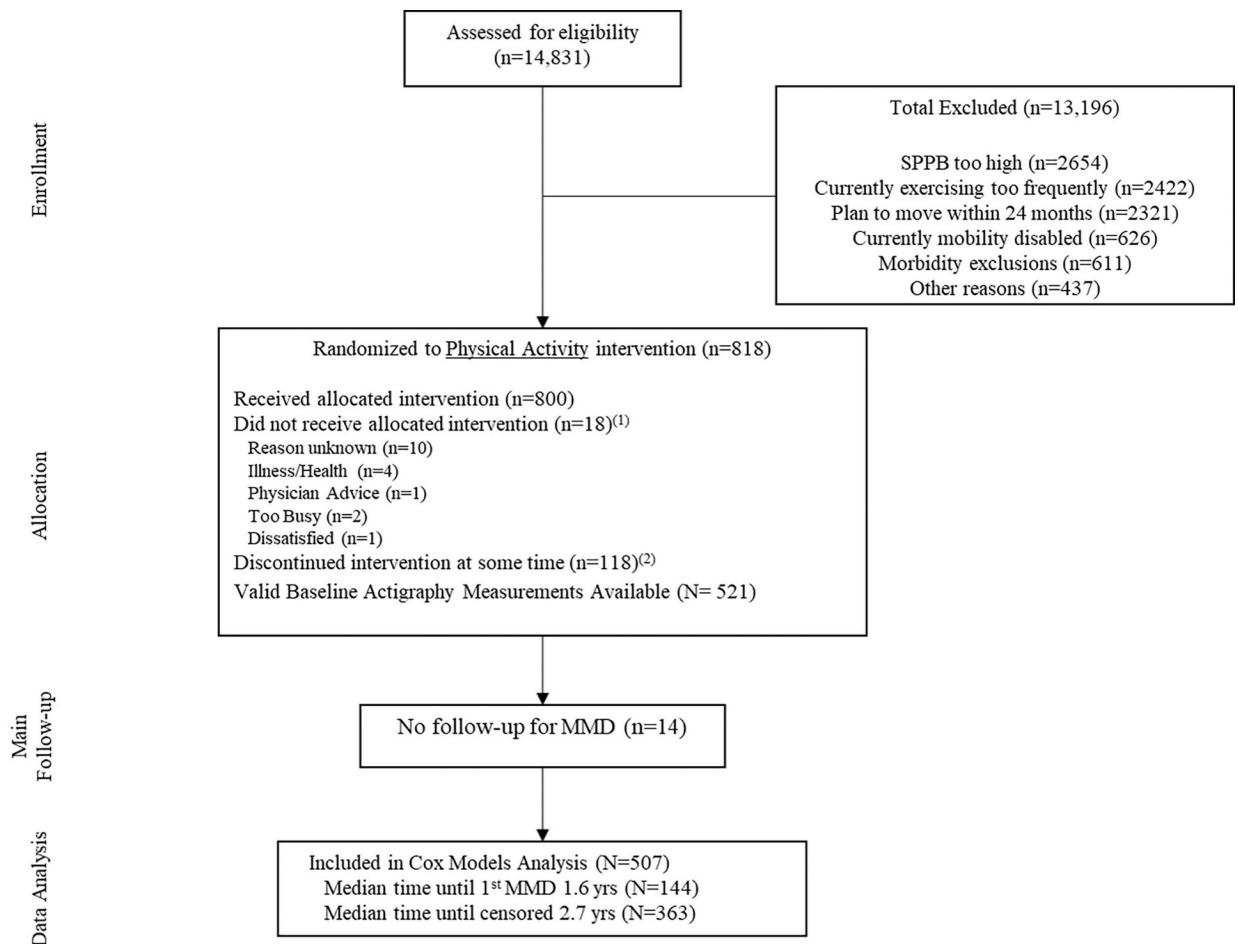 Assessed for eligibility
(n=14,831)
Enrollment
Total Excluded (n=13,196)
SPPB too high (n=2654)
Currently exercising too frequently (n=2422)
Plan to move within 24 months (n=2321)
Currently mobility disabled (n=626)
Morbidity exclusions (n=611)
Other reasons (n=437)
Allocation
Randomized to Physical Activity intervention (n=818)
Received allocated intervention (n=800)
Did not receive allocated intervention (n=18)(1)
Reason unknown (n=10)
Illness/Health (n=4)
Physician Advice (n=1)
Too Busy (n=2)
Dissatisfied (n=1)
Discontinued intervention at some time (n=118)(2)
Valid Baseline Actigraphy Measurements Available (N= 521)
Main
Follow-up
No follow-up for MMD (n=14)
Data Analysis
Included in Cox Models Analysis (N=507)
Median time until 1st MMD 1.6 yrs (N=144)
Median time until censored 2.7 yrs (N=363)